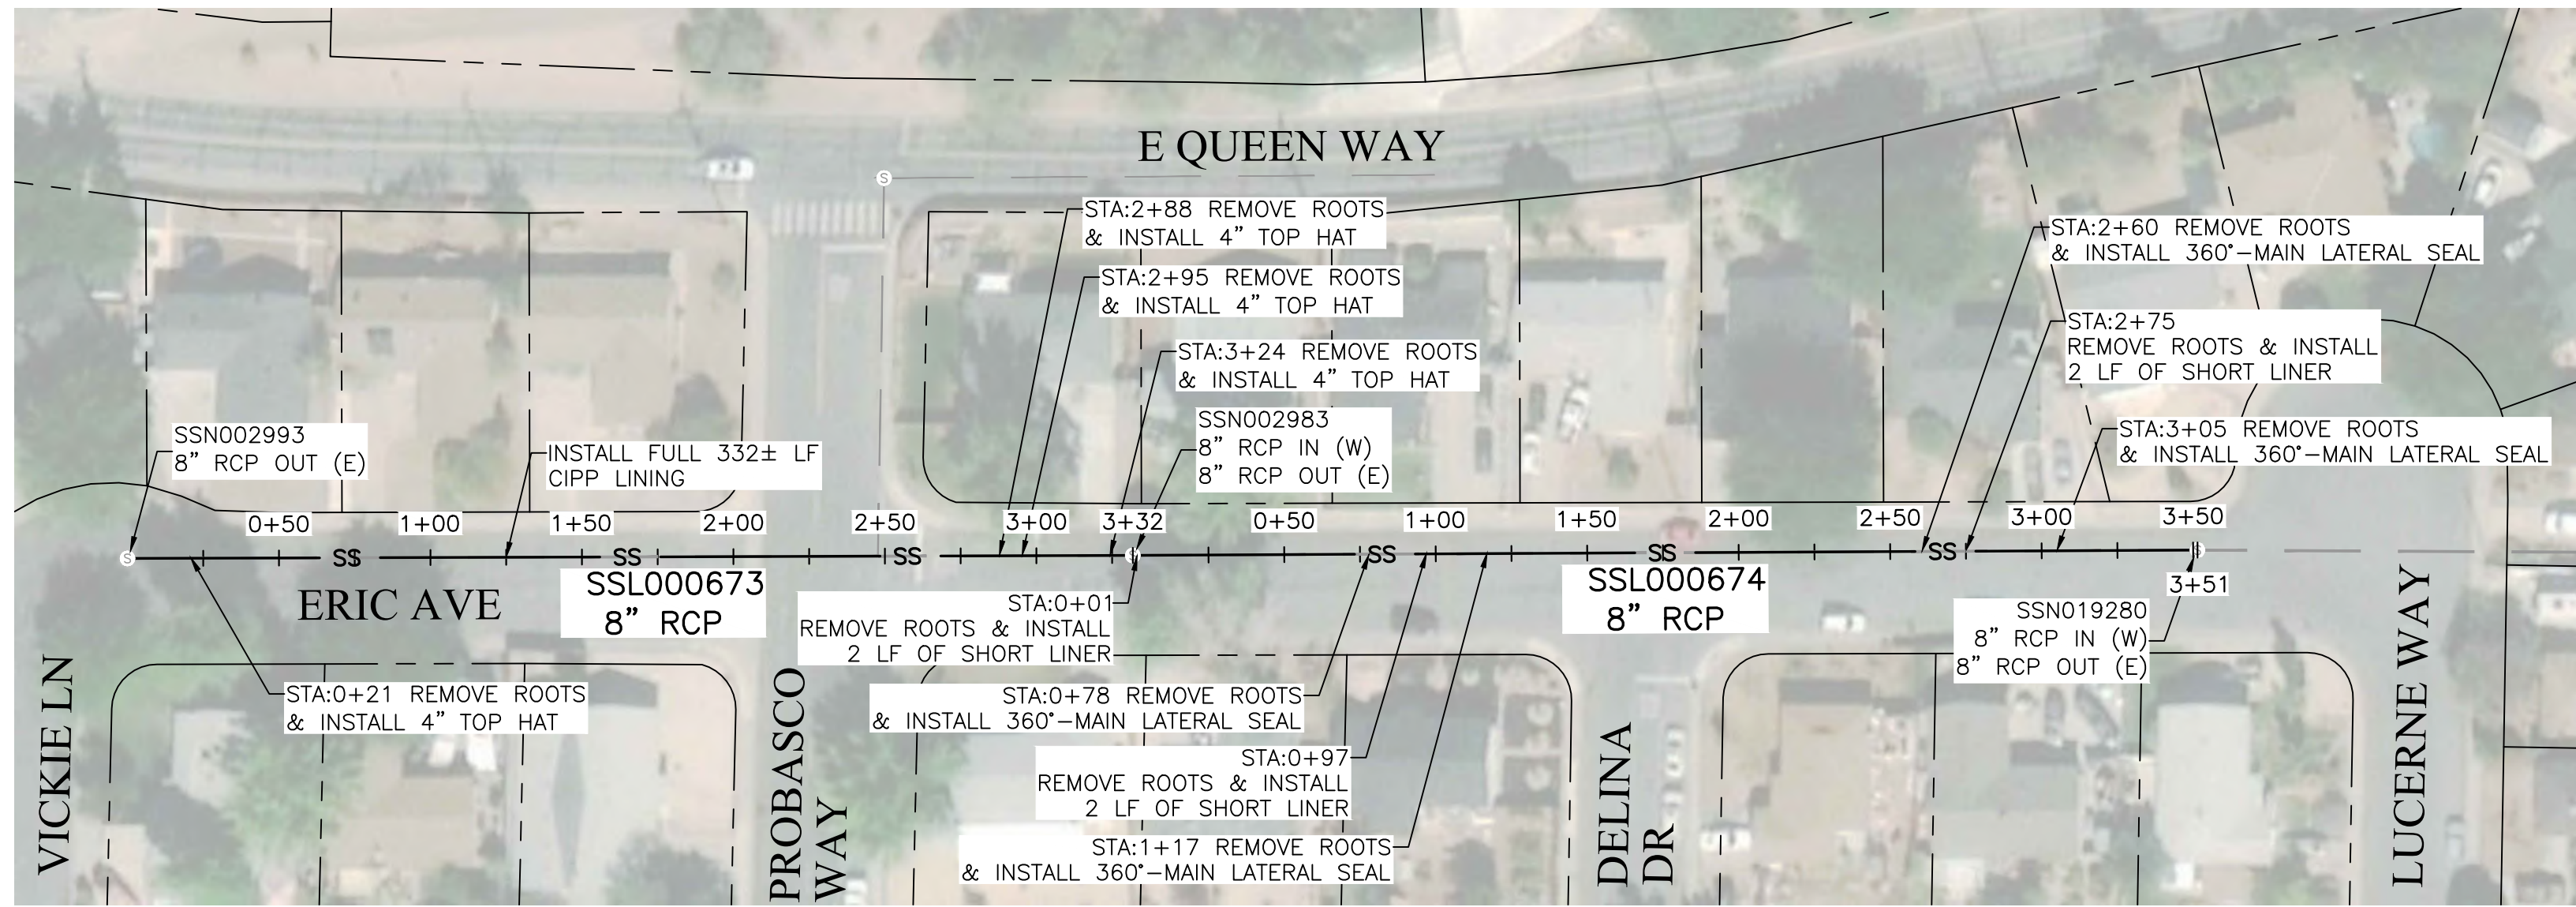 E QUEEN WAY
STA:2+88 REMOVE ROOTS
& INSTALL 4” TOP HAT
STA:2+95 REMOVE ROOTS
& INSTALL 4” TOP HAT
STA:3+24 REMOVE ROOTS
& INSTALL 4” TOP HAT
SSN002983
8” RCP IN (W)
8” RCP OUT (E)
STA:2+60 REMOVE ROOTS
& INSTALL 360°-MAIN LATERAL SEAL
STA:2+75
REMOVE ROOTS & INSTALL
2 LF OF SHORT LINER
STA:3+05 REMOVE ROOTS
& INSTALL 360°-MAIN LATERAL SEAL
SSN002993
8” RCP OUT (E)
INSTALL FULL 332± LF
CIPP LINING
0+50 1+00 1+50 2+00 2+50 3+00 3+32 0+50 1+00 1+50 2+00 2+50 3+00 3+50
S SS SS SS S SS SS SS S
S
3+51
ERIC AVE
SSL000673
8” RCP
SSL000674
8” RCP
STA:0+01
REMOVE ROOTS & INSTALL
2 LF OF SHORT LINER
SSN019280
8” RCP IN (W)
8” RCP OUT (E)
STA:0+21 REMOVE ROOTS
& INSTALL 4” TOP HAT
STA:0+78 REMOVE ROOTS
& INSTALL 360°-MAIN LATERAL SEAL
STA:0+97
REMOVE ROOTS & INSTALL
2 LF OF SHORT LINER
STA:1+17 REMOVE ROOTS
& INSTALL 360°-MAIN LATERAL SEAL
VICKIE LN
PROBASCO
WAY
DELINA
DR
LUCERNE WAY